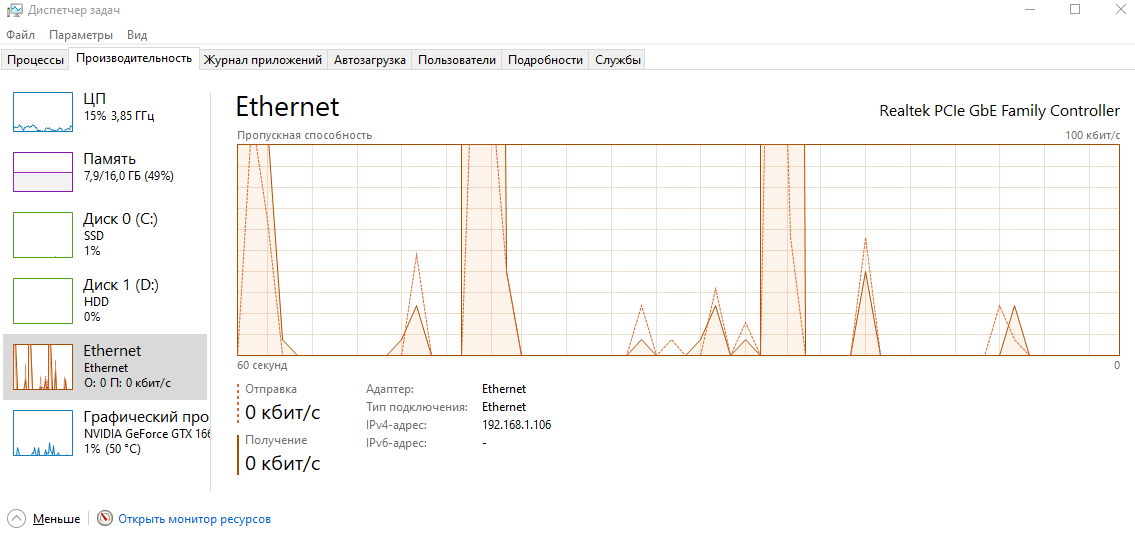 Диспетчер задач
Файл Параметры Вид
Процессы Производительность Журнал приложений Автозагрузка Пользователи Подробности Службы
ЦП
15% 3,85 ГГц
Память
7,9/16,0 ГБ (49%)
Диск 0 (C:)
SSD
1%
Диск 1 (D:)
HDD
0%
Ethernet
Ethernet
О: 0 П: 0 кбит/с
Графический про
NVIDIA GeForce GTX 166
1% (50 °C)
Ethernet
Realtek PCIe GbE Family Controller
Пропускная способность 100 кбит/с
60 секунд 0
Отправка
0 кбит/с
Получение
0 кбит/с
Адаптер: Ethernet
Тип подключения: Ethernet
IPv4-адрес: 192.168.1.106
IPv6-адрес: -
Меньше Открыть монитор ресурсов